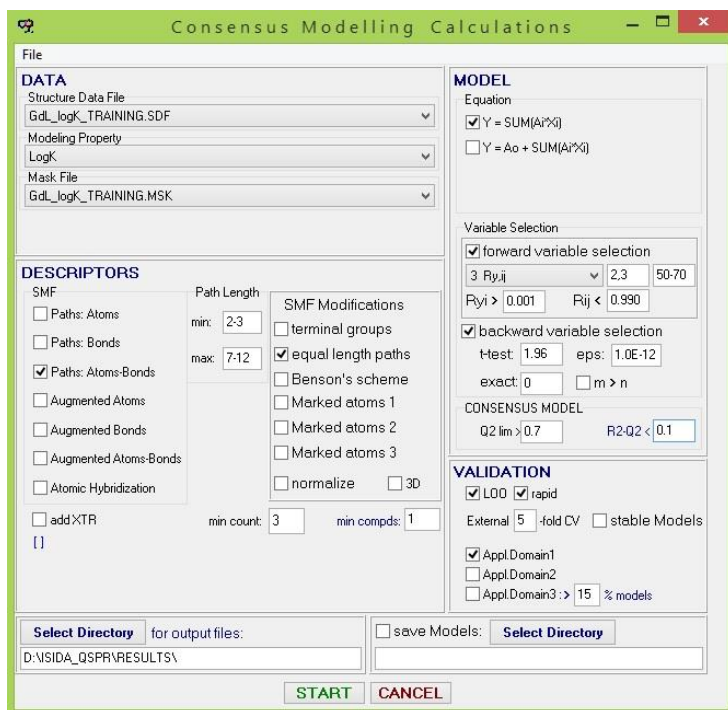 Consensus Modelling Calculations
File
DATA
Structure Data File
GdL_logK_TRAINING.SDF
Modeling Property
LogK
Mask File
GdL_logK_TRAINING.MSK
DESCRIPTORS
SMF
Paths: Atoms
Paths: Bonds
Paths: Atoms-Bonds
Augmented Atoms
Augmented Bonds
Augmented Atoms-Bonds
Atomic Hybridization
Path Length
min: 2-3
max: 7-12
SMF Modifications
terminal groups
equal length paths
Benson's scheme
Marked atoms 1
Marked atoms 2
Marked atoms 3
normalize 3D
add XTR min count: 3 min compds: 1
[ ]
MODEL
Equation
Y = SUM(Ai*Xi)
Y = Ao + SUM(Ai*Xi)
Variable Selection
forward variable selection
3 Ry,ij 2,3 50-70
Ryi > 0.001 Rij < 0.990
backward variable selection
t-test: 1.96 eps: 1.0E-12
exact: 0 m > n
CONSENSUS MODEL
Q2 lim > 0.7 R2-Q2 < 0.1
VALIDATION
LOO rapid
External 5 -fold CV stable Models
Appl.Domain1
Appl.Domain2
Appl.Domain3 : > 15 % models
Select Directory for output files:
D:\ISIDA_QSPR\RESULTS\
save Models: Select Directory
START CANCEL